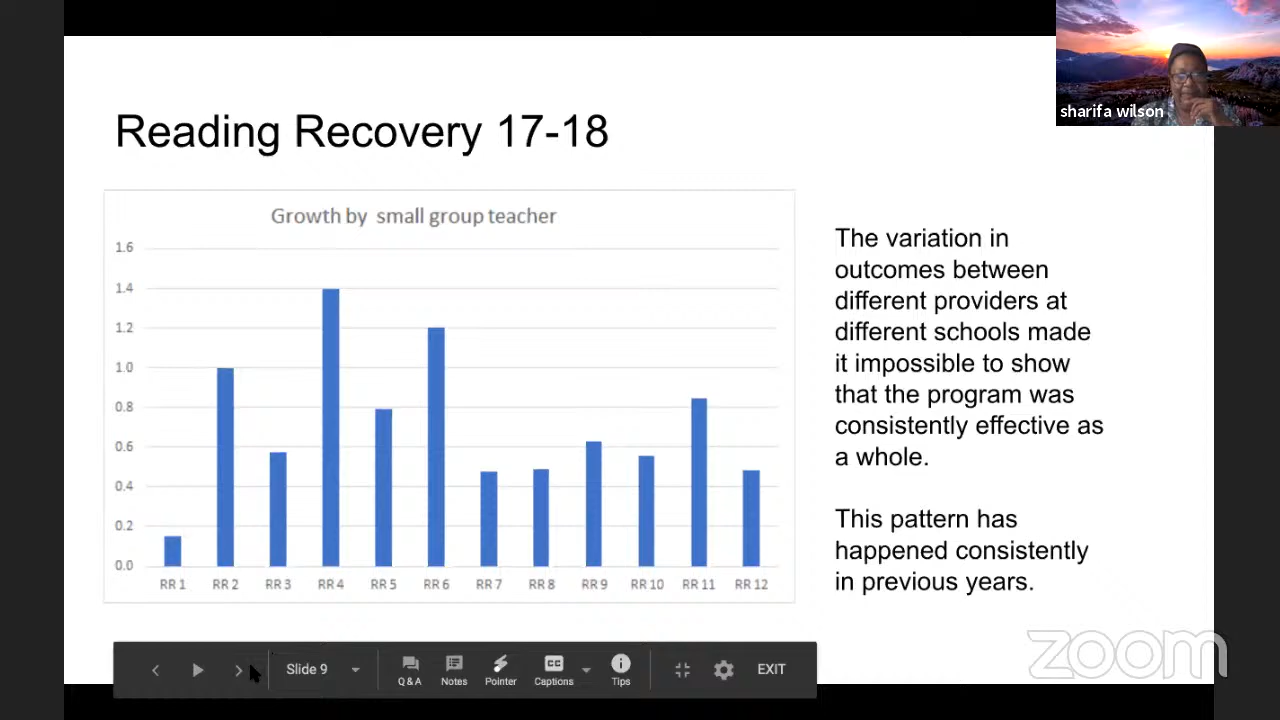 sharifa wilson
Reading Recovery 17-18
Growth by small group teacher
1.6
1.4
1.2
1.0
0.8
0.6
0.4
0.2
0.0
RR 1 RR 2 RR 3 RR 4 RR 5 RR 6 RR 7 RR 8 RR 9 RR 10 RR 11 RR 12
The variation in
outcomes between
different providers at
different schools made
it impossible to show
that the program was
consistently effective as
a whole.
This pattern has
happened consistently
in previous years.
Slide 9
Q & A Notes Pointer CC Captions Tips EXIT
zoom